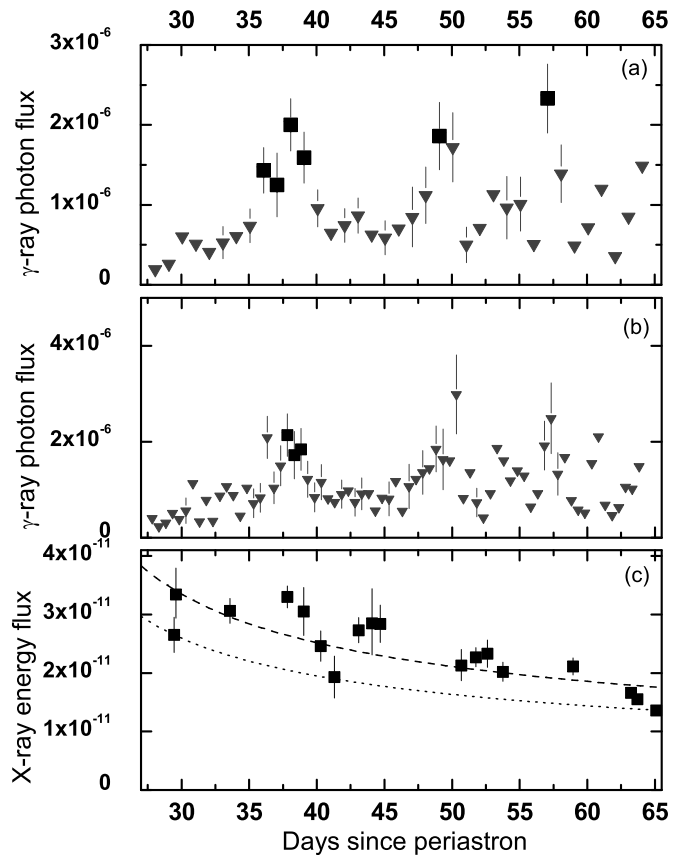 30 35 40 45 50 55 60 65
3x10⁻⁶
(a)
2x10⁻⁶
1x10⁻⁶
0
γ-ray photon flux
(b)
4x10⁻⁶
2x10⁻⁶
0
γ-ray photon flux
4x10⁻¹¹
(c)
3x10⁻¹¹
2x10⁻¹¹
1x10⁻¹¹
0
X-ray energy flux
30 35 40 45 50 55 60 65
Days since periastron